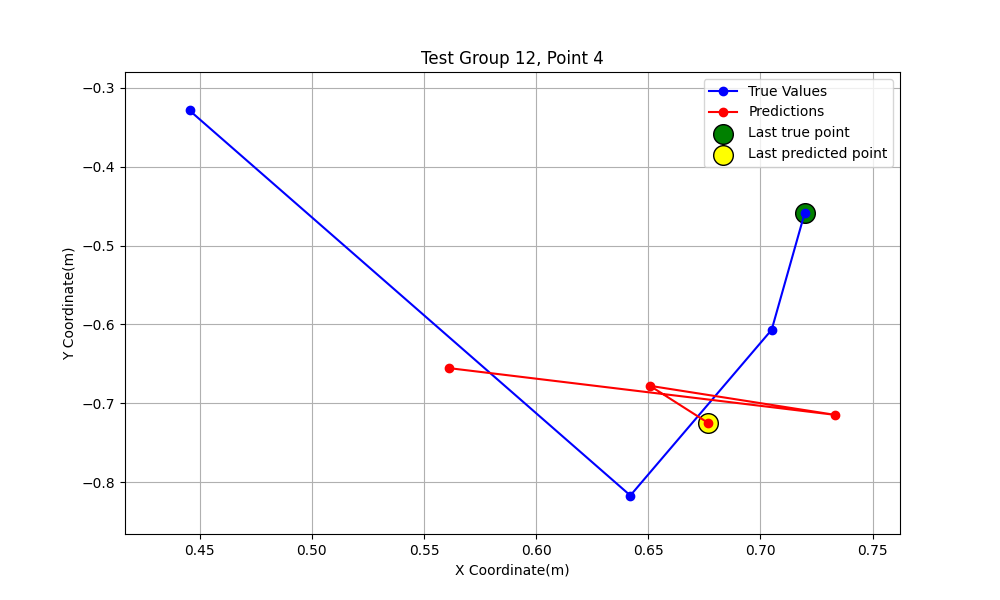 Test Group 12, Point 4
True Values
Predictions
Last true point
Last predicted point
Y Coordinate(m)
−0.3
−0.4
−0.5
−0.6
−0.7
−0.8
0.45 0.50 0.55 0.60 0.65 0.70 0.75
X Coordinate(m)